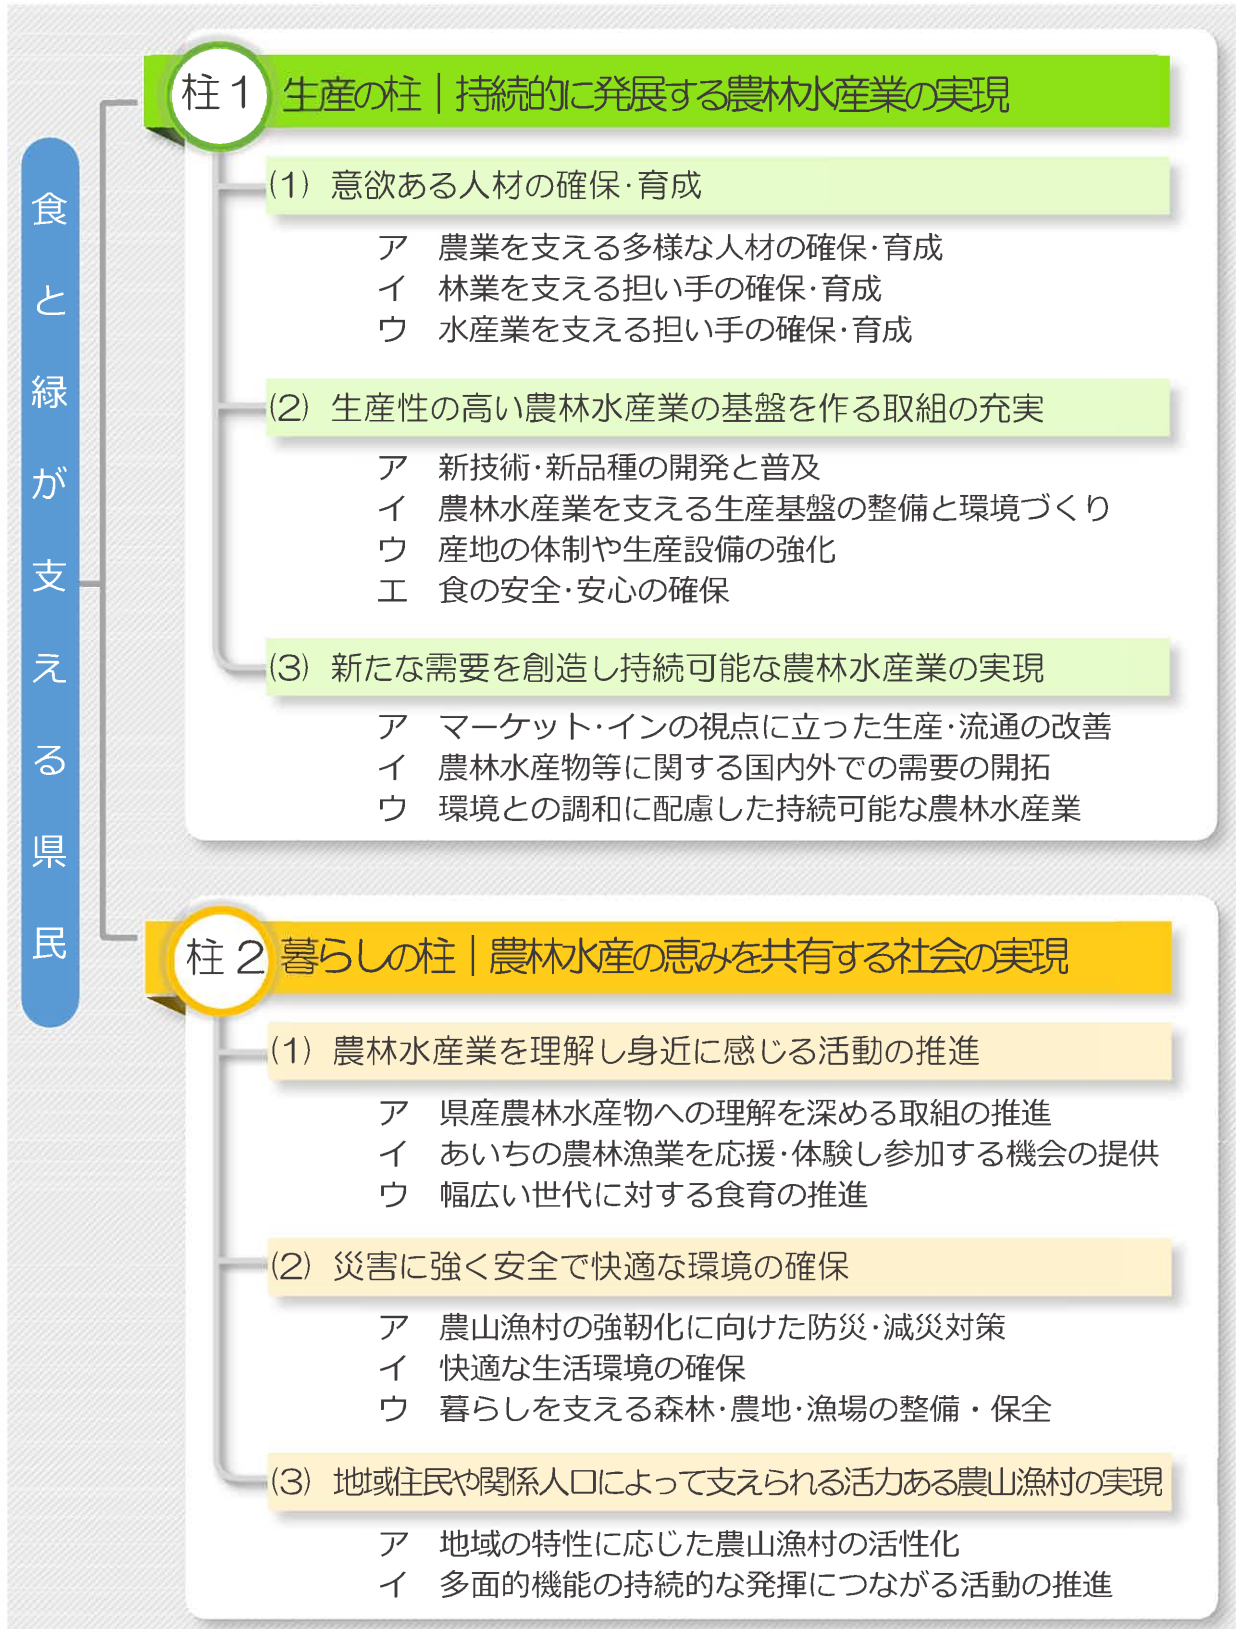 食と緑が支える県民
柱1 生産の柱｜持続的に発展する農林水産業の実現
(1) 意欲ある人材の確保･育成
ア 農業を支える多様な人材の確保･育成
イ 林業を支える担い手の確保･育成
ウ 水産業を支える担い手の確保･育成
(2) 生産性の高い農林水産業の基盤を作る取組の充実
ア 新技術･新品種の開発と普及
イ 農林水産業を支える生産基盤の整備と環境づくり
ウ 産地の体制や生産設備の強化
エ 食の安全･安心の確保
(3) 新たな需要を創造し持続可能な農林水産業の実現
ア マーケット･インの視点に立った生産･流通の改善
イ 農林水産物等に関する国内外での需要の開拓
ウ 環境との調和に配慮した持続可能な農林水産業
柱2 暮らしの柱｜農林水産の恵みを共有する社会の実現
(1) 農林水産業を理解し身近に感じる活動の推進
ア 県産農林水産物への理解を深める取組の推進
イ あいちの農林漁業を応援･体験し参加する機会の提供
ウ 幅広い世代に対する食育の推進
(2) 災害に強く安全で快適な環境の確保
ア 農山漁村の強靭化に向けた防災･減災対策
イ 快適な生活環境の確保
ウ 暮らしを支える森林･農地･漁場の整備・保全
(3) 地域住民や関係人口によって支えられる活力ある農山漁村の実現
ア 地域の特性に応じた農山漁村の活性化
イ 多面的機能の持続的な発揮につながる活動の推進